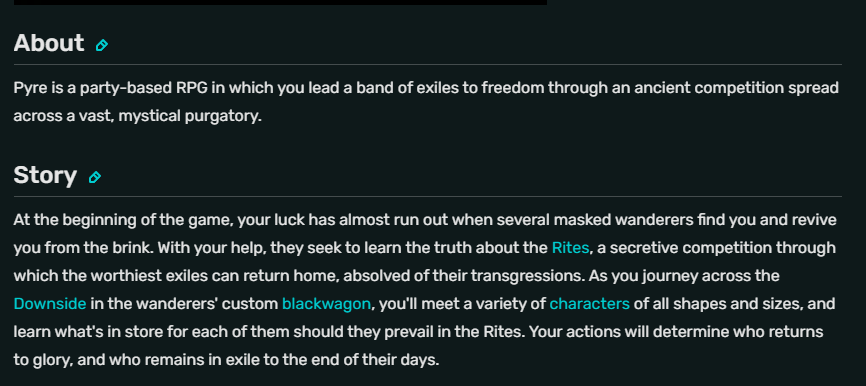 About
Pyre is a party-based RPG in which you lead a band of exiles to freedom through an ancient competition spread
across a vast, mystical purgatory.
Story
At the beginning of the game, your luck has almost run out when several masked wanderers find you and revive
you from the brink. With your help, they seek to learn the truth about the Rites, a secretive competition through
which the worthiest exiles can return home, absolved of their transgressions. As you journey across the
Downside in the wanderers' custom blackwagon, you'll meet a variety of characters of all shapes and sizes, and
learn what's in store for each of them should they prevail in the Rites. Your actions will determine who returns
to glory, and who remains in exile to the end of their days.